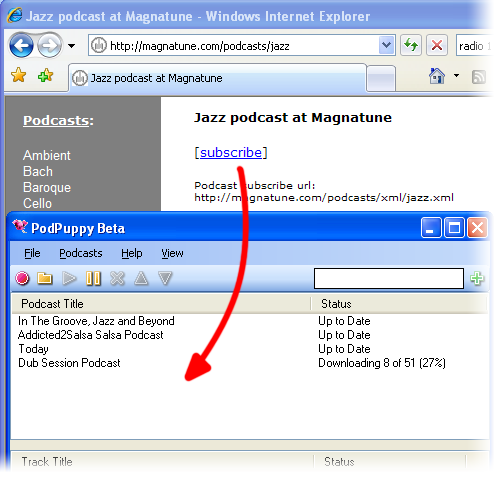 Jazz podcast at Magnatune - Windows Internet Explorer
http://magnatune.com/podcasts/jazz
radio 1
Jazz podcast at Magnatune
Podcasts:
Ambient
Bach
Baroque
Cello
Jazz podcast at Magnatune
[subscribe]
Podcast subscribe url:
http://magnatune.com/podcasts/xml/jazz.xml
PodPuppy Beta
File Podcasts Help View
Podcast Title Status
In The Groove, Jazz and Beyond Up to Date
Addicted2Salsa Salsa Podcast Up to Date
Today Up to Date
Dub Session Podcast Downloading 8 of 51 (27%)
Track Title Status